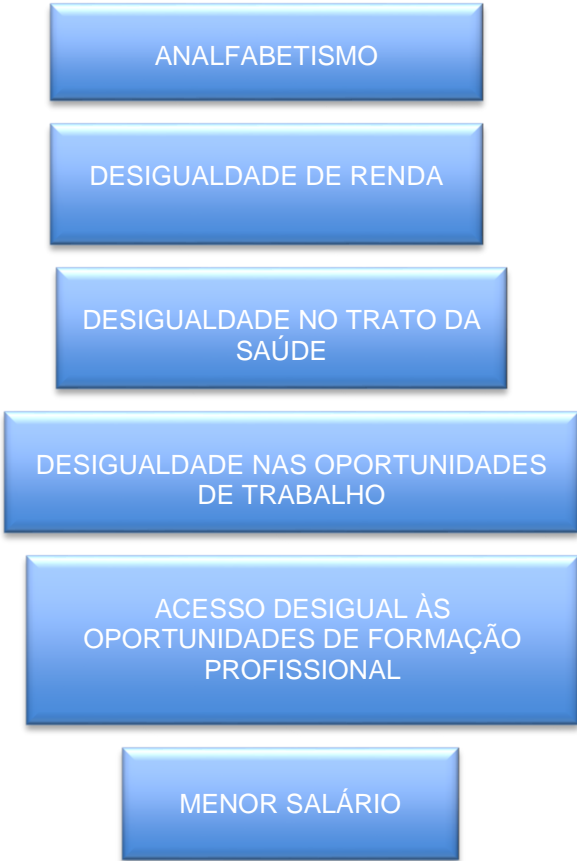 ANALFABETISMO
DESIGUALDADE DE RENDA
DESIGUALDADE NO TRATO DA
SAÚDE
DESIGUALDADE NAS OPORTUNIDADES
DE TRABALHO
ACESSO DESIGUAL ÀS
OPORTUNIDADES DE FORMAÇÃO
PROFISSIONAL
MENOR SALÁRIO